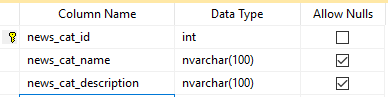 Column Name Data Type Allow Nulls
news_cat_id int
news_cat_name nvarchar(100)
news_cat_description nvarchar(100)